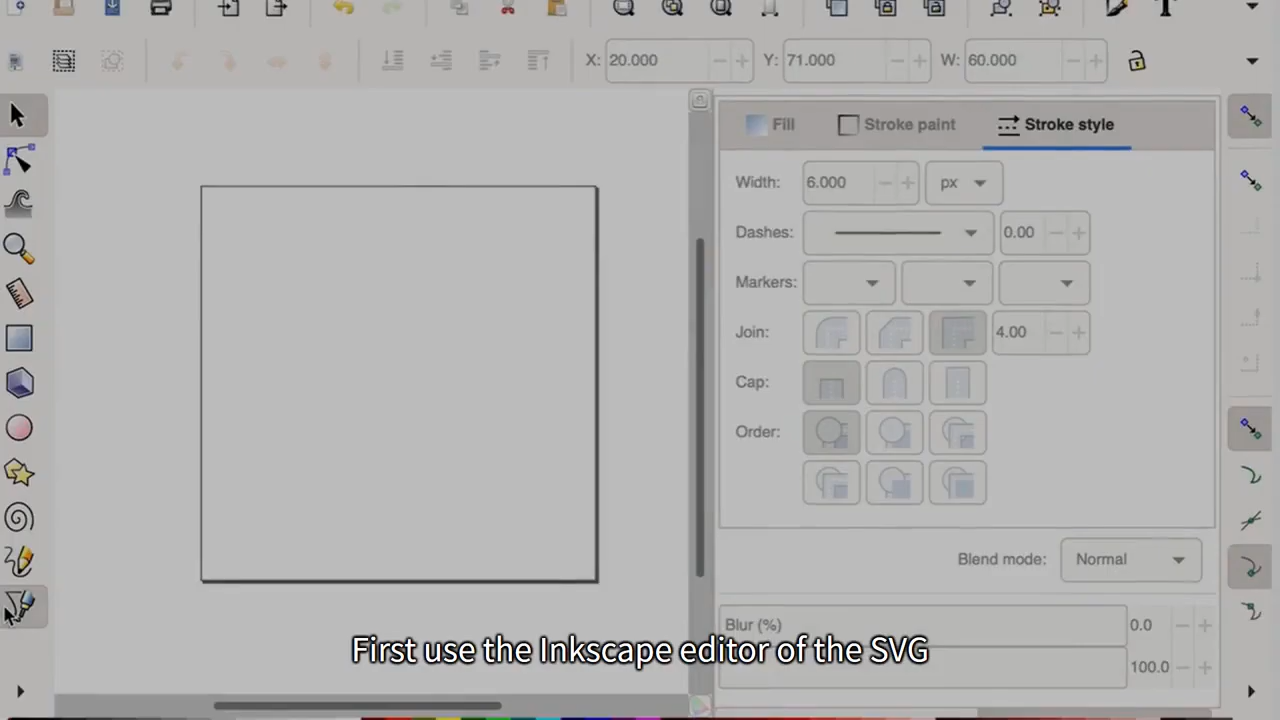 X: 20.000 Y: 71.000 W: 60.000
Fill Stroke paint Stroke style
Width: 6.000 px
Dashes: 0.00
Markers:
Join: 4.00
Cap:
Order:
Blend mode: Normal
Blur (%) 0.0
100.0
First use the Inkscape editor of the SVG